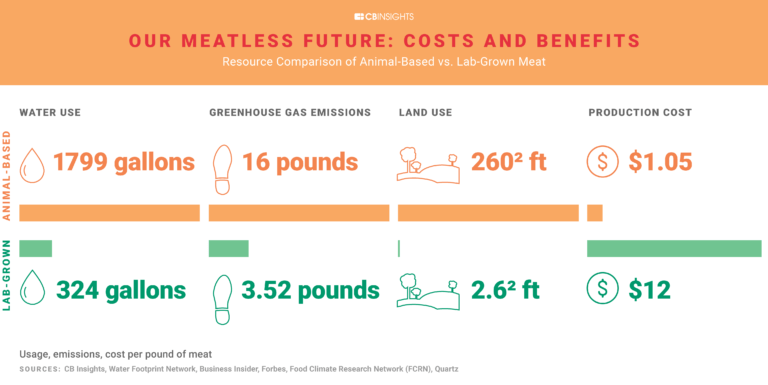 CBINSIGHTS
OUR MEATLESS FUTURE: COSTS AND BENEFITS
Resource Comparison of Animal-Based vs. Lab-Grown Meat
WATER USE
GREENHOUSE GAS EMISSIONS
LAND USE
PRODUCTION COST
ANIMAL-BASED
1799 gallons
16 pounds
260² ft
$ $1.05
LAB-GROWN
324 gallons
3.52 pounds
2.6² ft
$ $12
Usage, emissions, cost per pound of meat
SOURCES: CB Insights, Water Footprint Network, Business Insider, Forbes, Food Climate Research Network (FCRN), Quartz